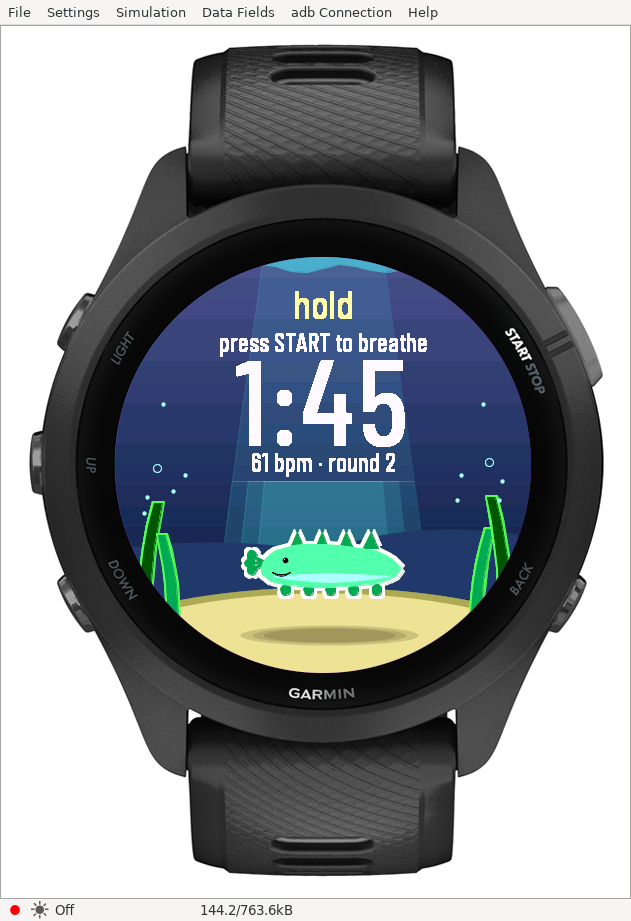 File Settings Simulation Data Fields adb Connection Help
LIGHT
START STOP
hold
press START to breathe
1:45
61 bpm · round 2
UP
DOWN
BACK
GARMIN
Off 144.2/763.6kB